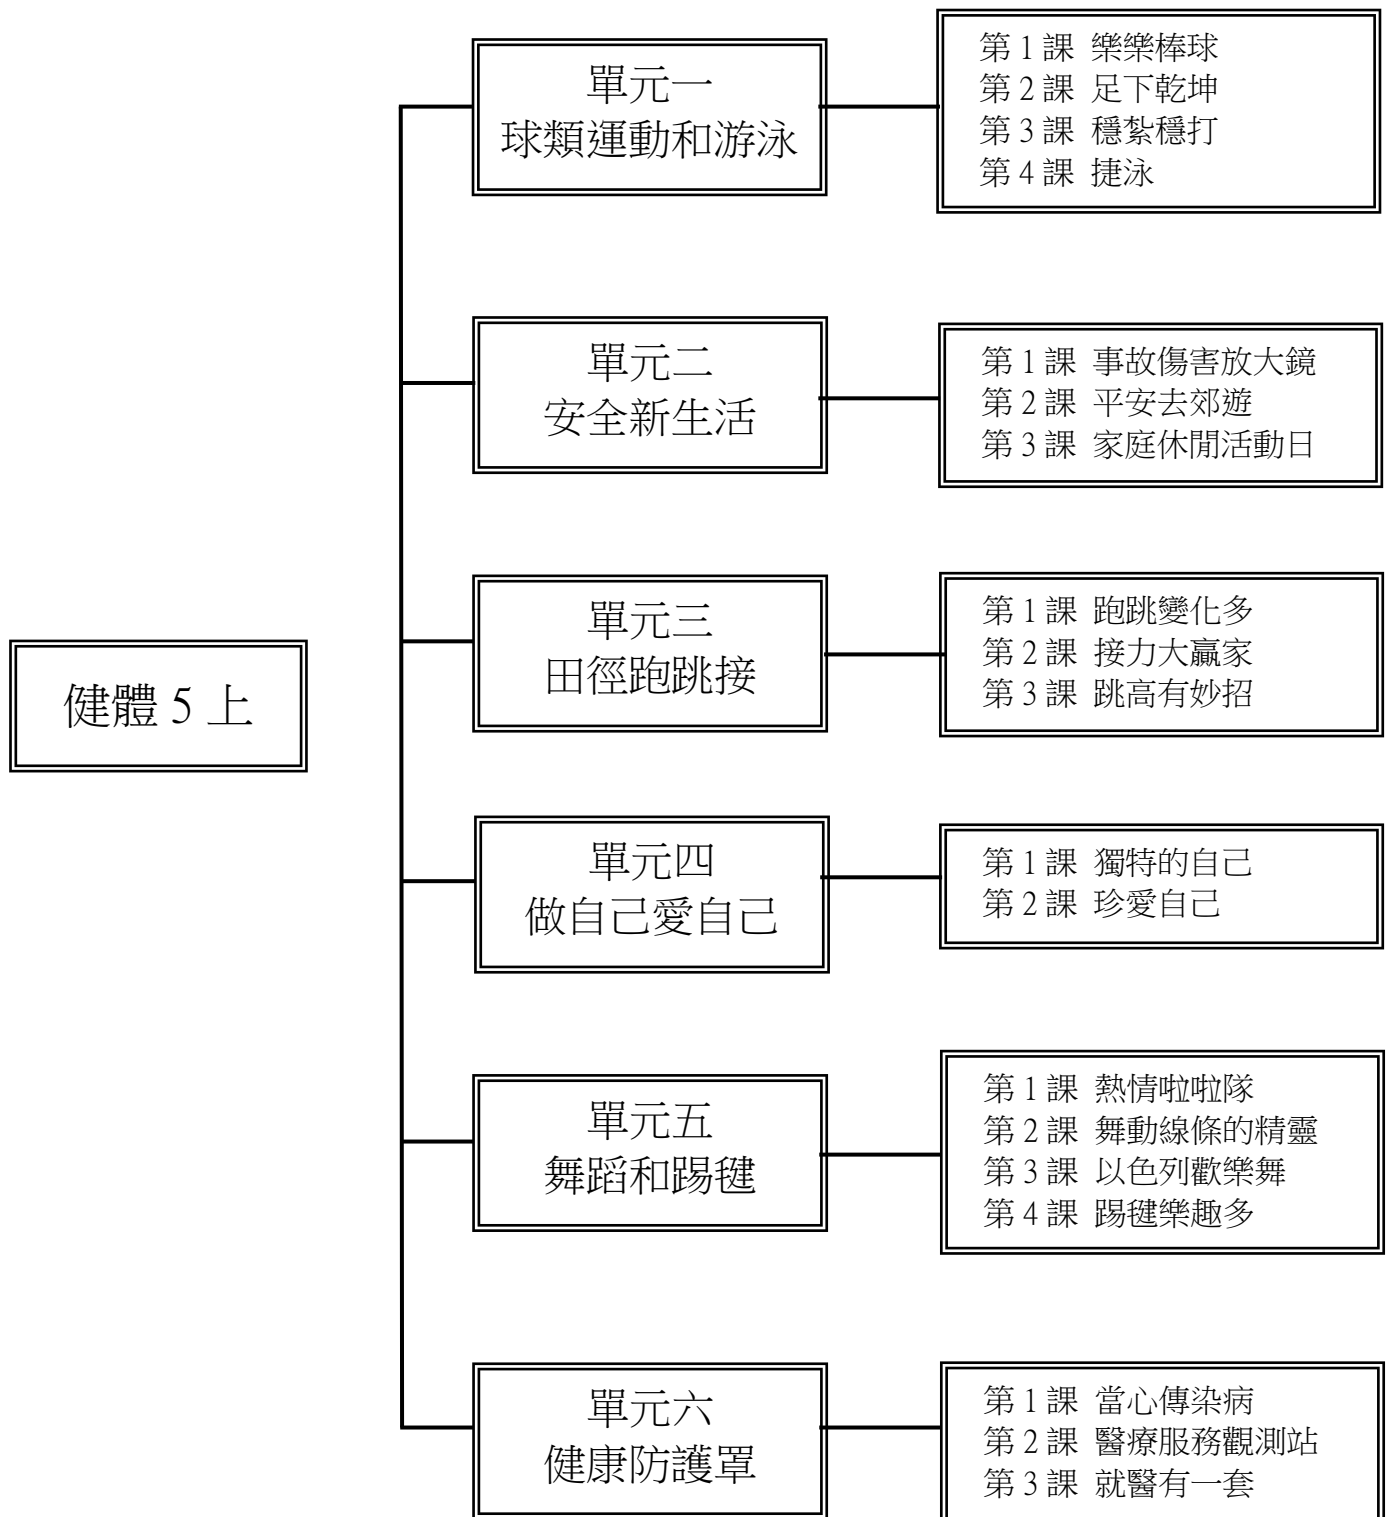 健體 5 上
單元一
球類運動和游泳
第 1 課 樂樂棒球
第 2 課 足下乾坤
第 3 課 穩紮穩打
第 4 課 捷泳
單元二
安全新生活
第 1 課 事故傷害放大鏡
第 2 課 平安去郊遊
第 3 課 家庭休閒活動日
單元三
田徑跑跳接
第 1 課 跑跳變化多
第 2 課 接力大贏家
第 3 課 跳高有妙招
單元四
做自己愛自己
第 1 課 獨特的自己
第 2 課 珍愛自己
單元五
舞蹈和踢毽
第 1 課 熱情啦啦隊
第 2 課 舞動線條的精靈
第 3 課 以色列歡樂舞
第 4 課 踢毽樂趣多
單元六
健康防護罩
第 1 課 當心傳染病
第 2 課 醫療服務觀測站
第 3 課 就醫有一套